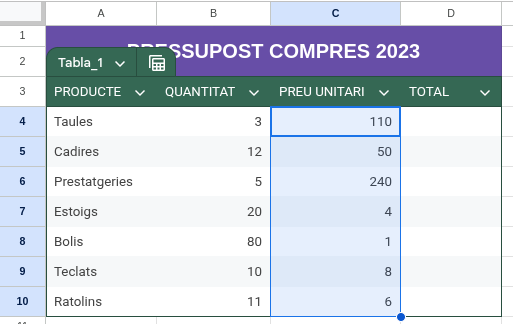 A B C D
1 PRESSUPOST COMPRES 2023
2 Tabla_1
3 PRODUCTE QUANTITAT PREU UNITARI TOTAL
4 Taules 3 110
5 Cadires 12 50
6 Prestatgeries 5 240
7 Estoigs 20 4
8 Bolis 80 1
9 Teclats 10 8
10 Ratolins 11 6